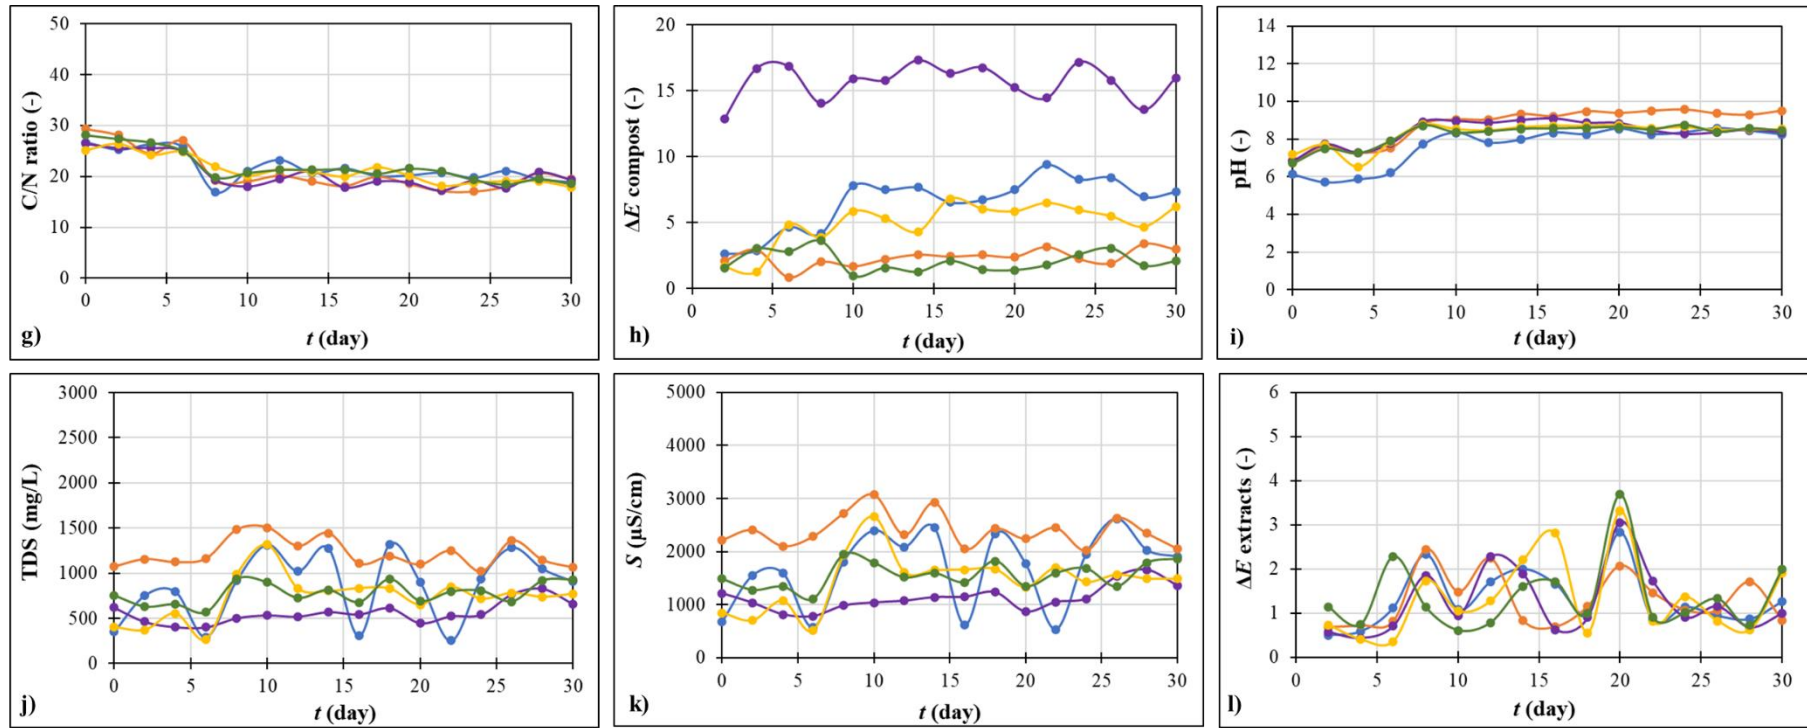 C/N ratio (-)
50
40
30
20
10
0
0 5 10 15 20 25 30
t (day)
g)
ΔE compost (-)
20
15
10
5
0
0 5 10 15 20 25 30
t (day)
h)
pH (-)
14
12
10
8
6
4
2
0
0 5 10 15 20 25 30
t (day)
i)
TDS (mg/L)
3000
2500
2000
1500
1000
500
0
0 5 10 15 20 25 30
t (day)
j)
S (µS/cm)
5000
4000
3000
2000
1000
0
0 5 10 15 20 25 30
t (day)
k)
ΔE extracts (-)
6
5
4
3
2
1
0
0 5 10 15 20 25 30
t (day)
l)